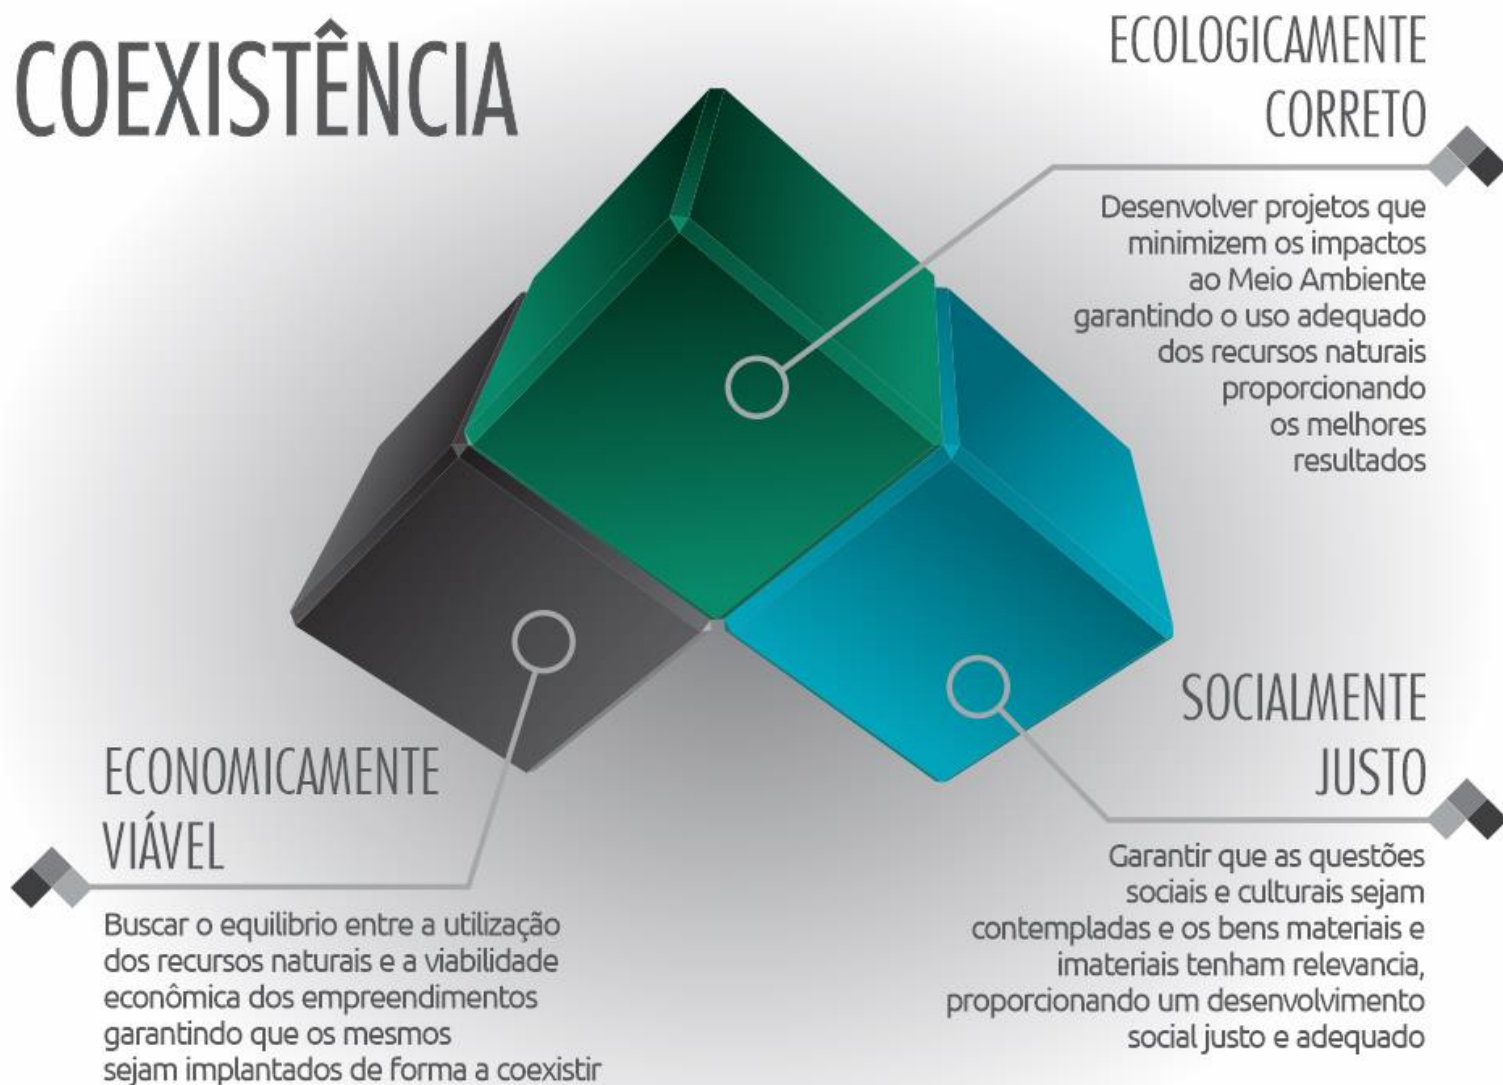 COEXISTÊNCIA
ECOLOGICAMENTE
CORRETO
Desenvolver projetos que
minimizem os impactos
ao Meio Ambiente
garantindo o uso adequado
dos recursos naturais
proporcionando
os melhores
resultados
ECONOMICAMENTE
VIÁVEL
Buscar o equilibrio entre a utilização
dos recursos naturais e a viabilidade
econômica dos empreendimentos
garantindo que os mesmos
sejam implantados de forma a coexistir
SOCIALMENTE
JUSTO
Garantir que as questões
sociais e culturais sejam
contempladas e os bens materiais e
imateriais tenham relevancia,
proporcionando um desenvolvimento
social justo e adequado